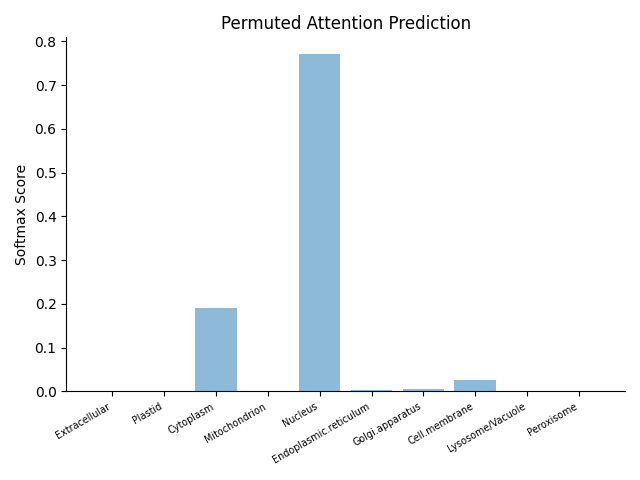 Permuted Attention Prediction
Softmax Score
0.8
0.7
0.6
0.5
0.4
0.3
0.2
0.1
0.0
Extracellular
Plastid
Cytoplasm
Mitochondrion
Nucleus
Endoplasmic.reticulum
Golgi.apparatus
Cell.membrane
Lysosome/Vacuole
Peroxisome